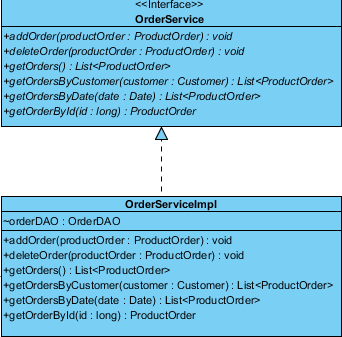 <<Interface>>
OrderService
+addOrder(productOrder : ProductOrder) : void
+deleteOrder(productOrder : ProductOrder) : void
+getOrders() : List<ProductOrder>
+getOrdersByCustomer(customer : Customer) : List<ProductOrder>
+getOrdersByDate(date : Date) : List<ProductOrder>
+getOrderById(id : long) : ProductOrder
OrderServiceImpl
~orderDAO : OrderDAO
+addOrder(productOrder : ProductOrder) : void
+deleteOrder(productOrder : ProductOrder) : void
+getOrders() : List<ProductOrder>
+getOrdersByCustomer(customer : Customer) : List<ProductOrder>
+getOrdersByDate(date : Date) : List<ProductOrder>
+getOrderById(id : long) : ProductOrder